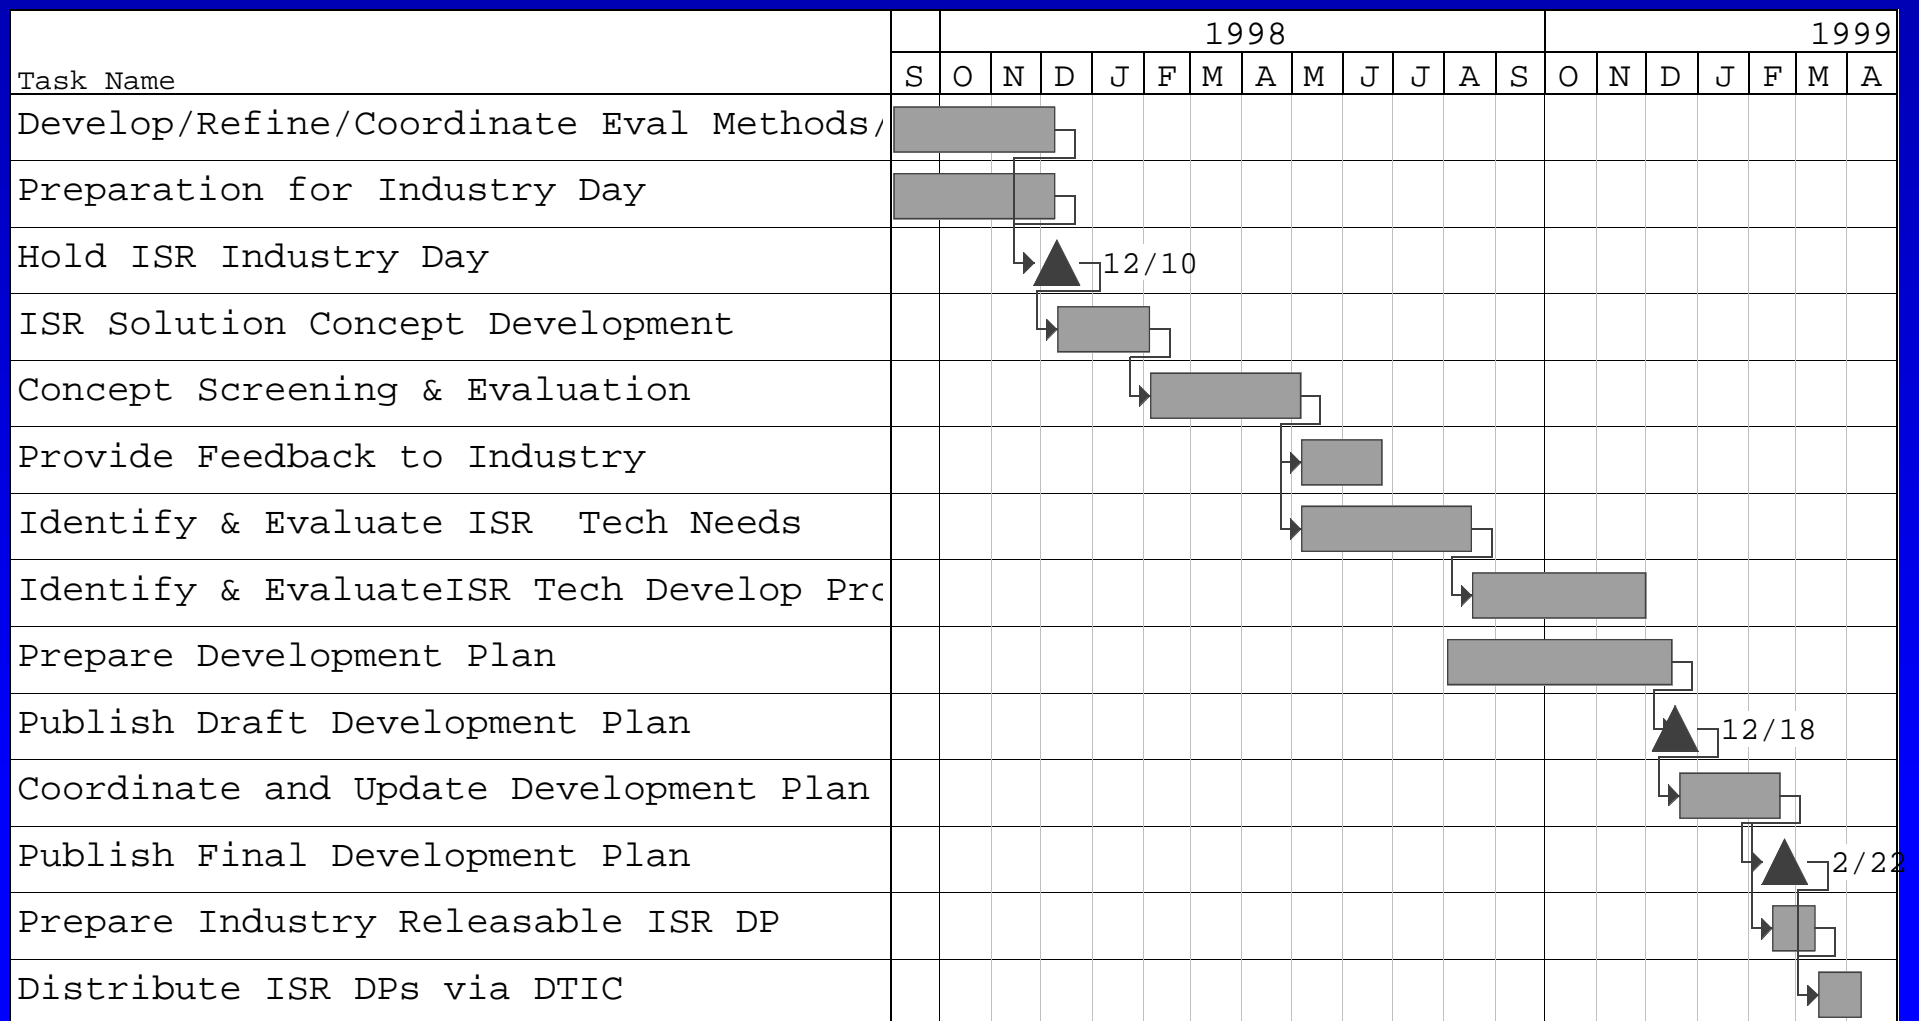 1998 1999
Task Name S O N D J F M A M J J A S O N D J F M A
Develop/Refine/Coordinate Eval Methods/
Preparation for Industry Day
Hold ISR Industry Day 12/10
ISR Solution Concept Development
Concept Screening & Evaluation
Provide Feedback to Industry
Identify & Evaluate ISR  Tech Needs
Identify & EvaluateISR Tech Develop Pro
Prepare Development Plan
Publish Draft Development Plan 12/18
Coordinate and Update Development Plan
Publish Final Development Plan 2/22
Prepare Industry Releasable ISR DP
Distribute ISR DPs via DTIC